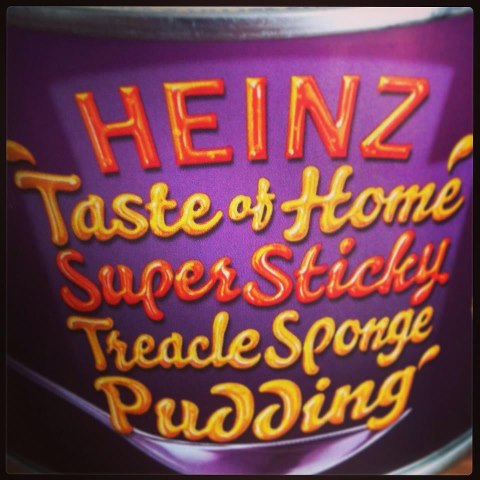 HEINZ
Taste of Home
Super Sticky
Treacle Sponge
Pudding